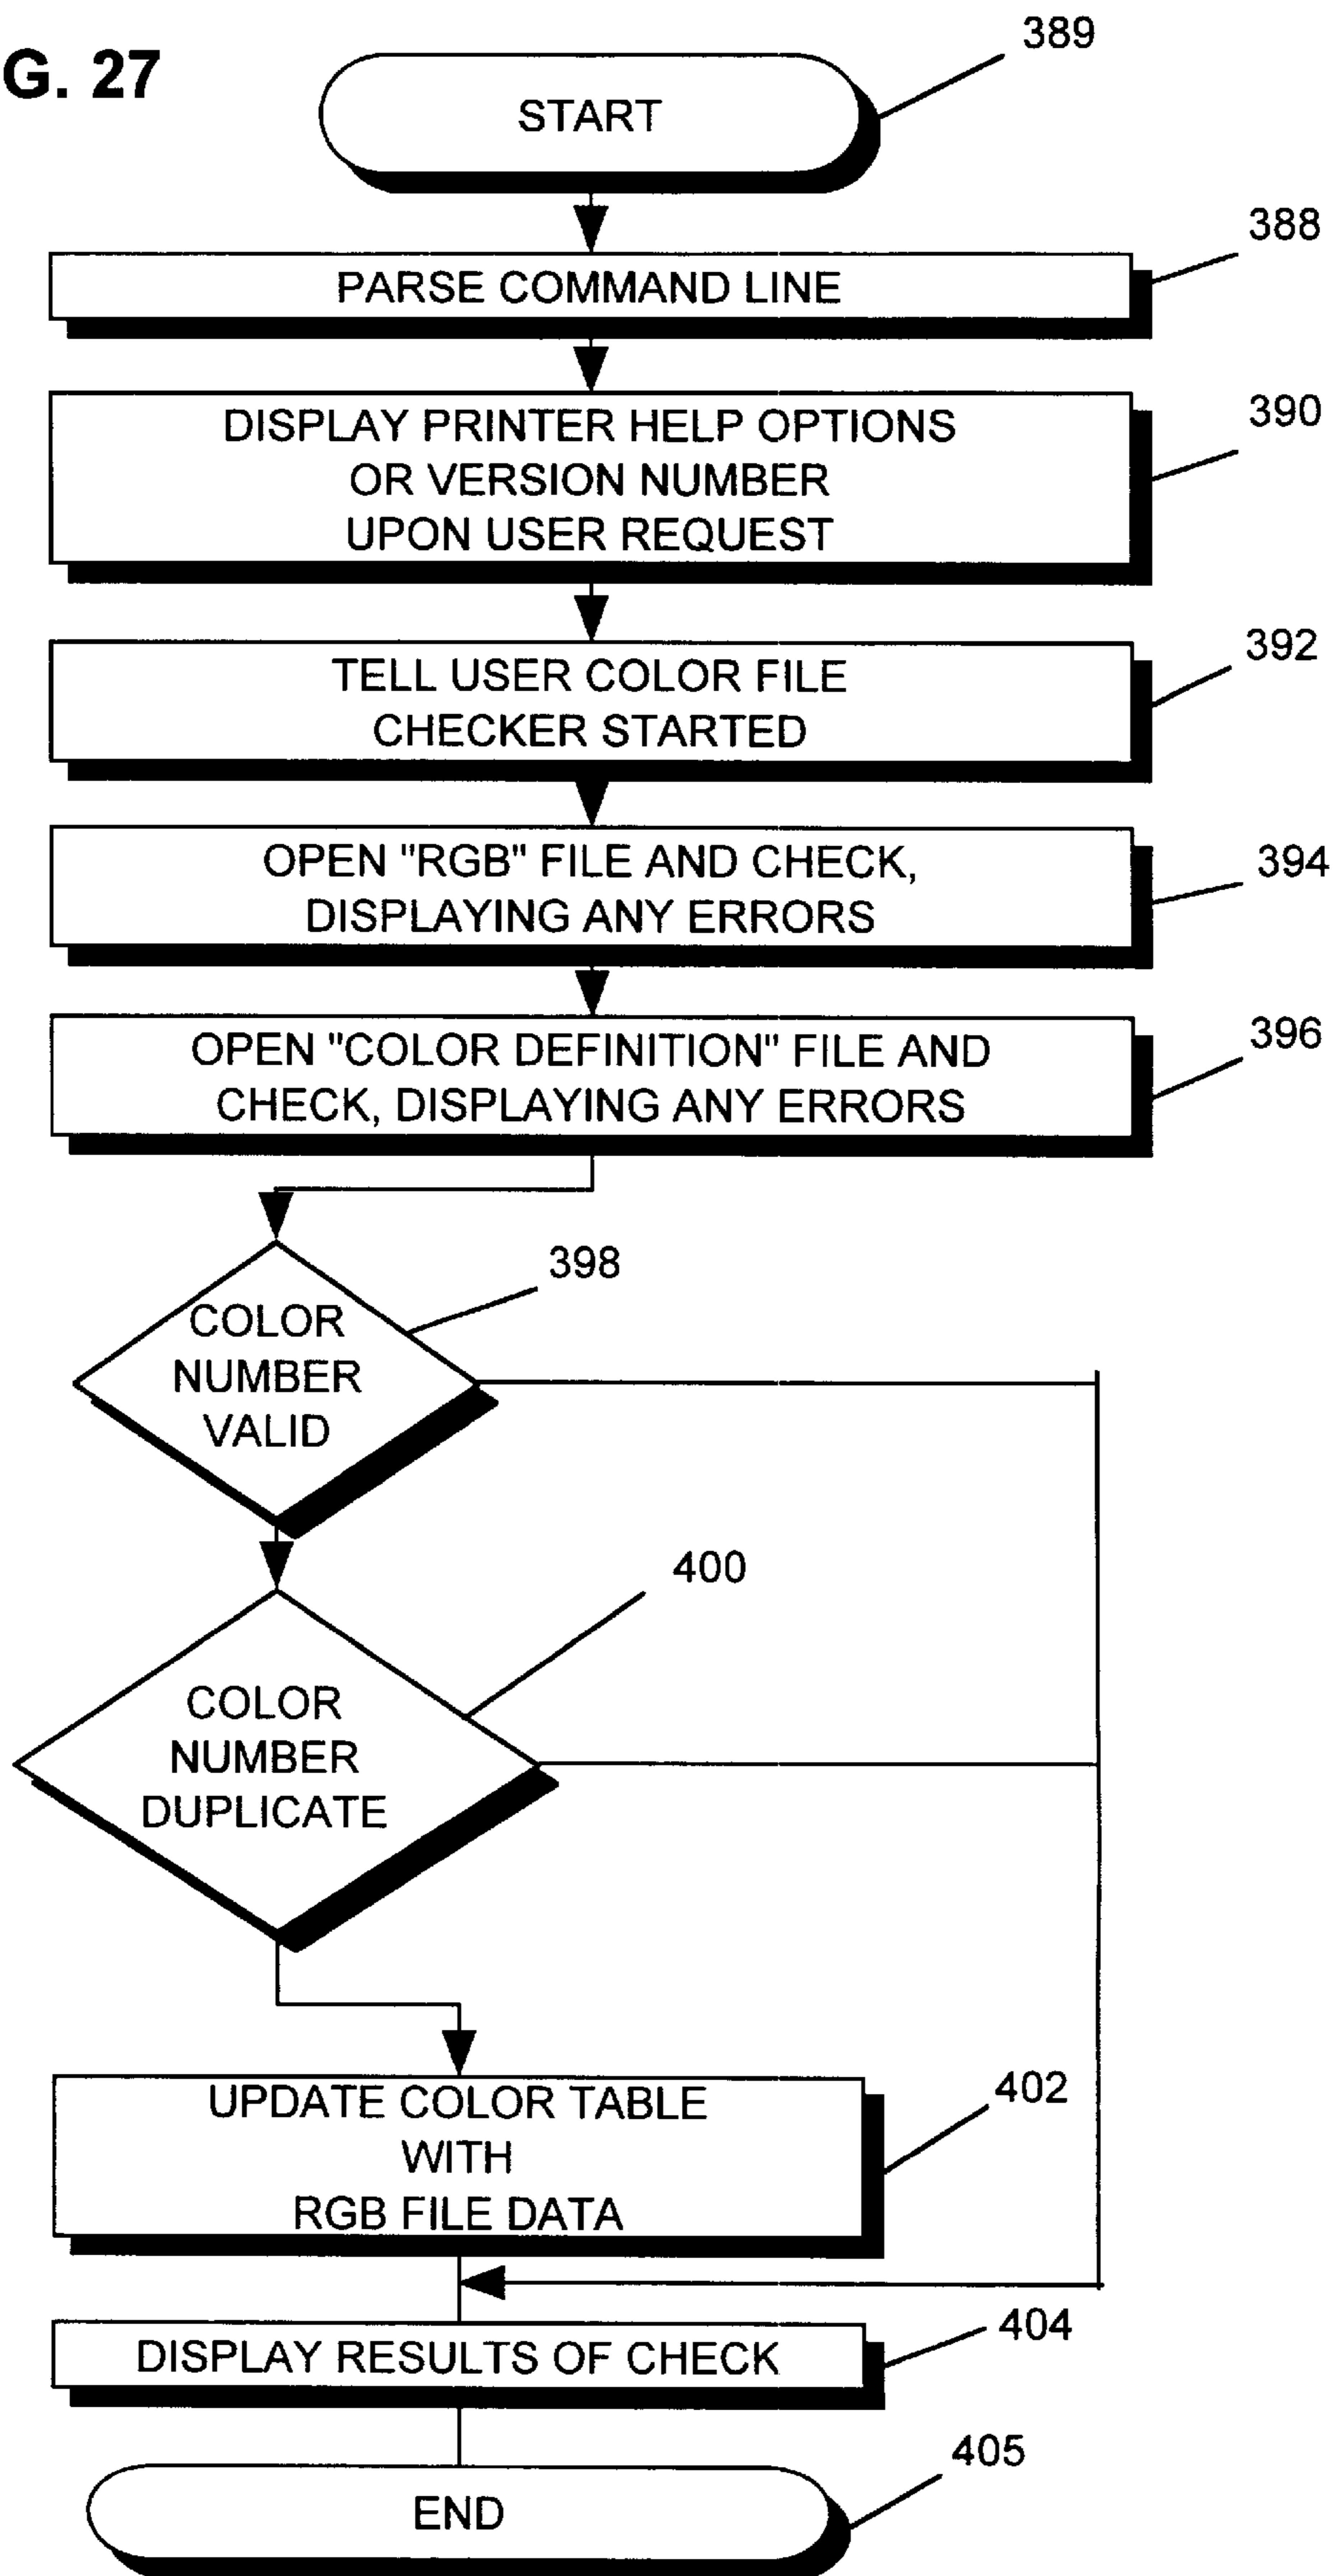 G. 27
389
START
388
PARSE COMMAND LINE
390
DISPLAY PRINTER HELP OPTIONS
OR VERSION NUMBER
UPON USER REQUEST
392
TELL USER COLOR FILE
CHECKER STARTED
394
OPEN "RGB" FILE AND CHECK,
DISPLAYING ANY ERRORS
396
OPEN "COLOR DEFINITION" FILE AND
CHECK, DISPLAYING ANY ERRORS
398
COLOR
NUMBER
VALID
400
COLOR
NUMBER
DUPLICATE
402
UPDATE COLOR TABLE
WITH
RGB FILE DATA
404
DISPLAY RESULTS OF CHECK
405
END